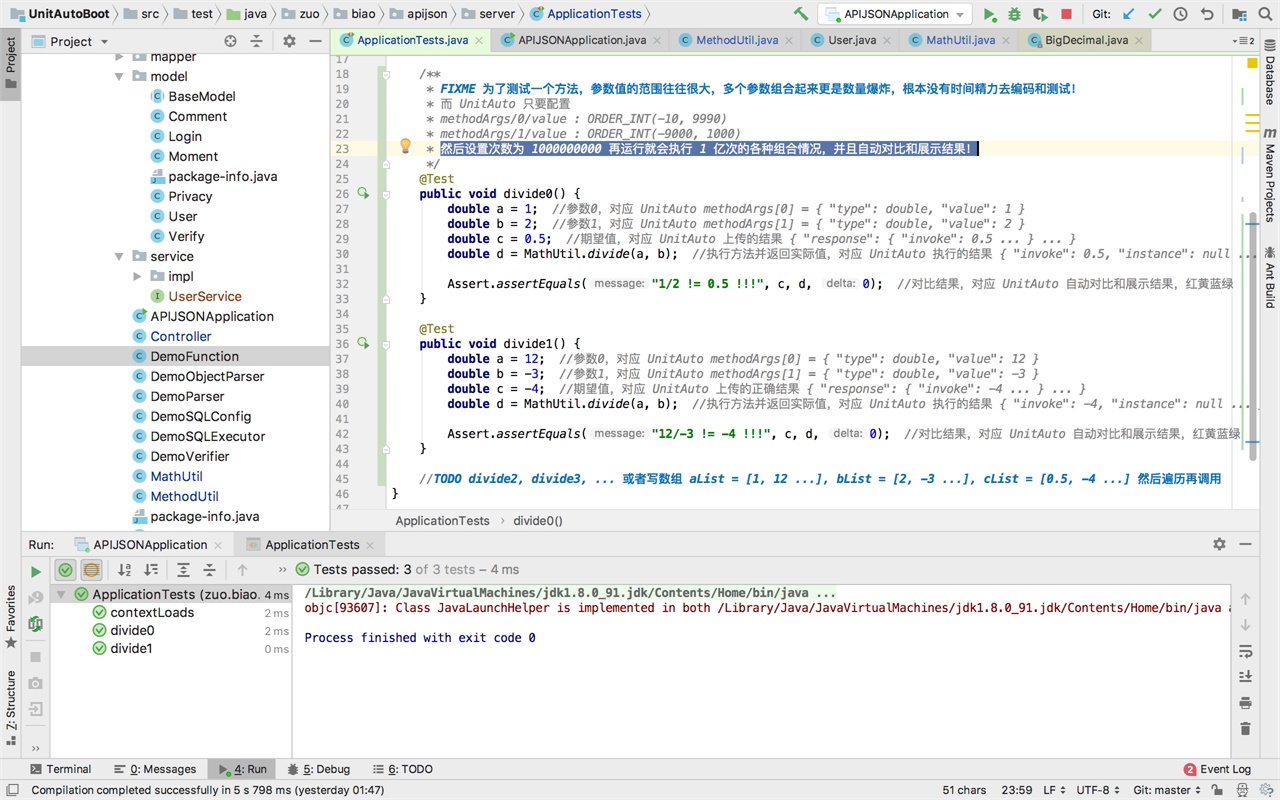 UnitAutoBoot src test java zuo biao apijson server ApplicationTests APIJSONApplication Git:
Project
ApplicationTests.java APIJSONApplication.java MethodUtil.java User.java MathUtil.java BigDecimal.java 2
mapper
model
BaseModel
Comment
Login
Moment
package-info.java
Privacy
User
Verify
service
impl
UserService
APIJSONApplication
Controller
DemoFunction
DemoObjectParser
DemoParser
DemoSQLConfig
DemoSQLExecutor
DemoVerifier
MathUtil
MethodUtil
package-info.java
17
18 /**
19 * FIXME 为了测试一个方法，参数值的范围往往很大，多个参数组合起来更是数量爆炸，根本没有时间精力去编码和测试！
20 * 而 UnitAuto 只要配置
21 * methodArgs/0/value : ORDER_INT(-10, 9990)
22 * methodArgs/1/value : ORDER_INT(-9000, 1000)
23 * 然后设置次数为 1000000000 再运行就会执行 1 亿次的各种组合情况，并且自动对比和展示结果！
24 */
25 @Test
26 public void divide0() {
27 double a = 1; //参数0，对应 UnitAuto methodArgs[0] = { "type": double, "value": 1 }
28 double b = 2; //参数1，对应 UnitAuto methodArgs[1] = { "type": double, "value": 2 }
29 double c = 0.5; //期望值，对应 UnitAuto 上传的结果 { "response": { "invoke": 0.5 ... } ... }
30 double d = MathUtil.divide(a, b); //执行方法并返回实际值，对应 UnitAuto 执行的结果 { "invoke": 0.5, "instance": null ...
31
32 Assert.assertEquals( message: "1/2 != 0.5 !!!", c, d, delta: 0); //对比结果，对应 UnitAuto 自动对比和展示结果，红黄蓝绿
33 }
34
35 @Test
36 public void divide1() {
37 double a = 12; //参数0，对应 UnitAuto methodArgs[0] = { "type": double, "value": 12 }
38 double b = -3; //参数1，对应 UnitAuto methodArgs[1] = { "type": double, "value": -3 }
39 double c = -4; //期望值，对应 UnitAuto 上传的正确结果 { "response": { "invoke": -4 ... } ... }
40 double d = MathUtil.divide(a, b); //执行方法并返回实际值，对应 UnitAuto 执行的结果 { "invoke": -4, "instance": null ...
41
42 Assert.assertEquals( message: "12/-3 != -4 !!!", c, d, delta: 0); //对比结果，对应 UnitAuto 自动对比和展示结果，红黄蓝绿
43 }
44
45 //TODO divide2, divide3, ... 或者写数组 aList = [1, 12 ...], bList = [2, -3 ...], cList = [0.5, -4 ...] 然后遍历再调用
46 }
47
ApplicationTests › divide0()
Project
Favorites
Z: Structure
Database
Maven Projects
Ant Build
Run: APIJSONApplication ApplicationTests
Tests passed: 3 of 3 tests – 4 ms
ApplicationTests (zuo.biao. 4 ms
contextLoads 2 ms
divide0 2 ms
divide1 0 ms
/Library/Java/JavaVirtualMachines/jdk1.8.0_91.jdk/Contents/Home/bin/java ...
objc[93607]: Class JavaLaunchHelper is implemented in both /Library/Java/JavaVirtualMachines/jdk1.8.0_91.jdk/Contents/Home/bin/java
Process finished with exit code 0
Terminal 0: Messages 4: Run 5: Debug 6: TODO 2 Event Log
Compilation completed successfully in 5 s 798 ms (yesterday 01:47) 51 chars 23:59 LF UTF-8 Git: master